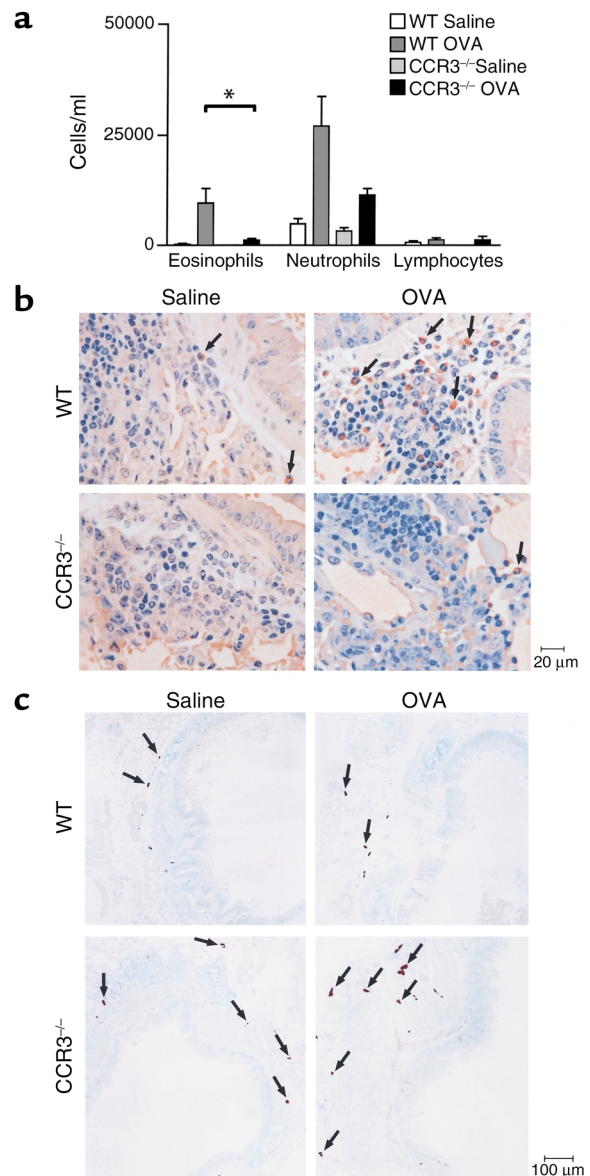 a
50000
25000
0
Cells/ml
WT Saline
WT OVA
CCR3–/–Saline
CCR3–/– OVA
*
Eosinophils Neutrophils Lymphocytes
b
Saline OVA
WT
CCR3–/–
20 μm
c
Saline OVA
WT
CCR3–/–
100 μm